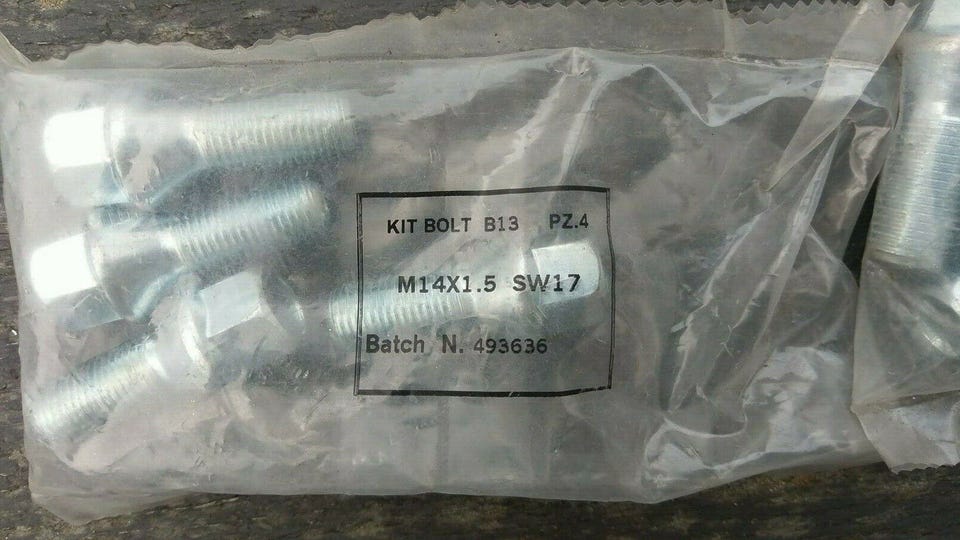 KIT BOLT B13 PZ.4
M14X1.5 SW17
Batch N. 493636